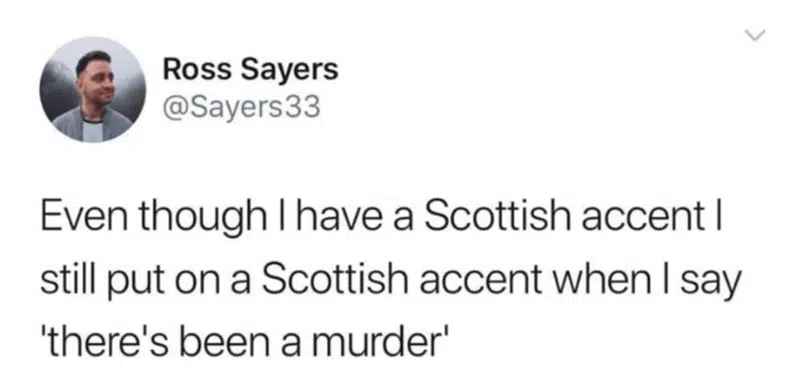 Ross Sayers
@Sayers33
Even though I have a Scottish accent I
still put on a Scottish accent when I say
'there's been a murder'